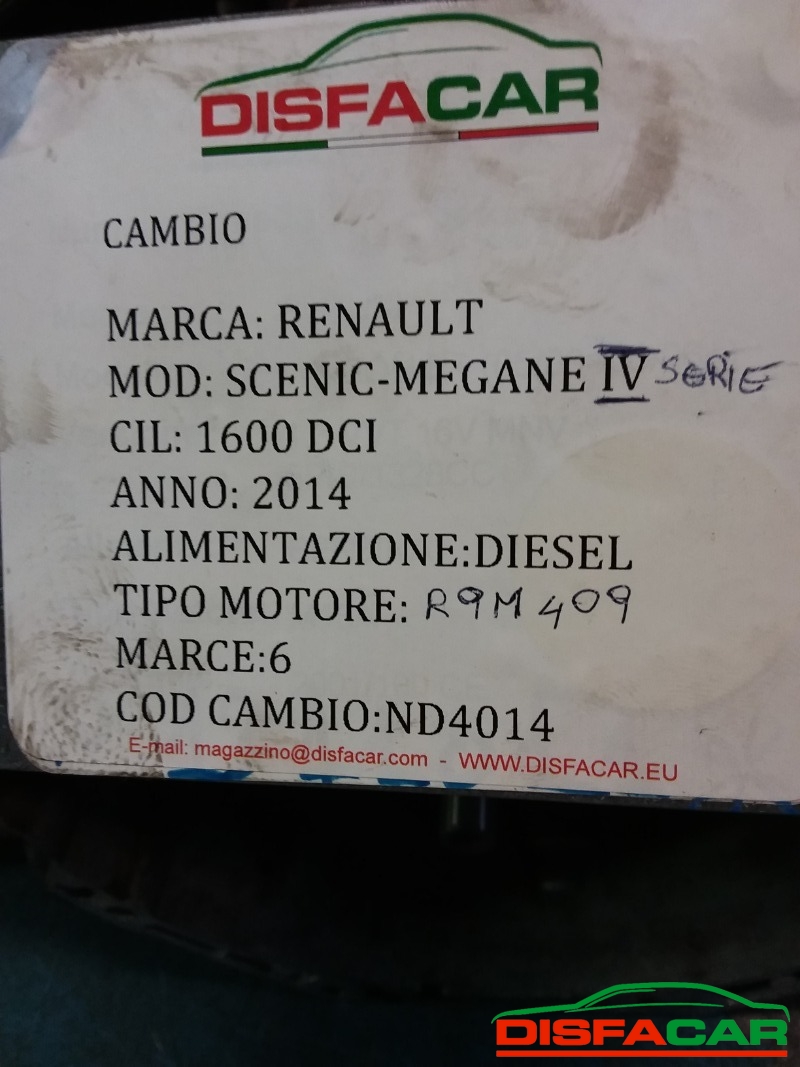 DISFACAR
CAMBIO
MARCA: RENAULT
MOD: SCENIC-MEGANE IV SERIE
CIL: 1600 DCI
ANNO: 2014
ALIMENTAZIONE:DIESEL
TIPO MOTORE: R9M 409
MARCE:6
COD CAMBIO:ND4014
E-mail: magazzino@disfacar.com - WWW.DISFACAR.EU
DISFACAR